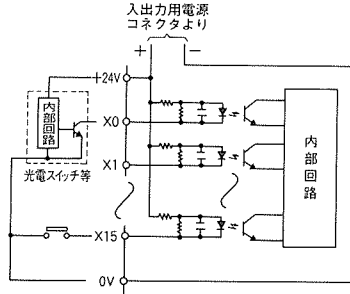 入出力用電源
コネクタより
+ −
+24V
内部回路
X0
光電スイッチ等
X1
X15
0V
内部回路